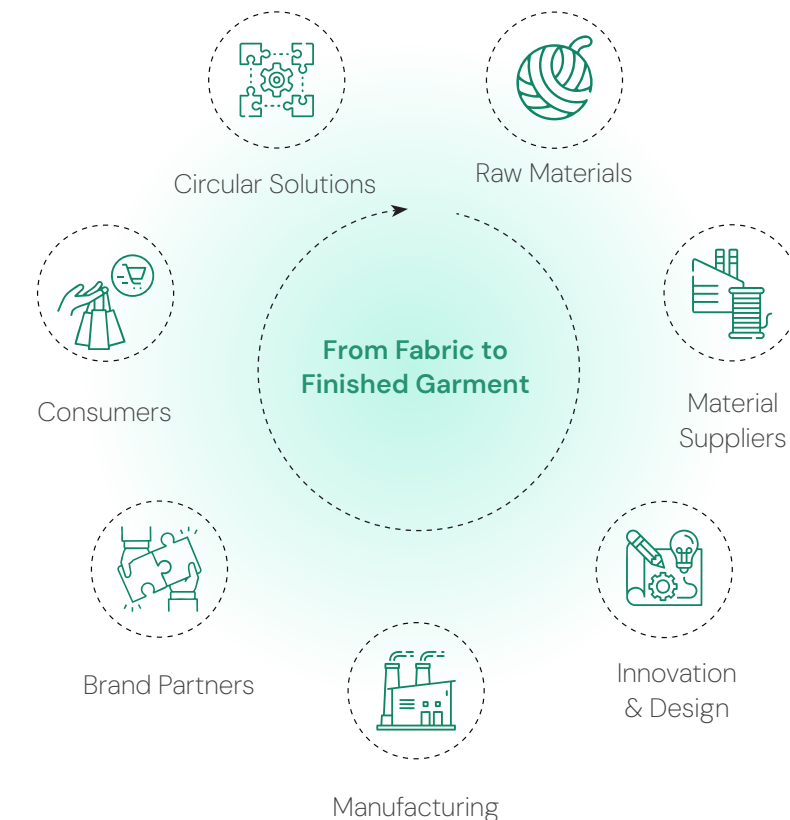 Circular Solutions
Raw Materials
From Fabric to
Finished Garment
Consumers
Material
Suppliers
Brand Partners
Innovation
& Design
Manufacturing